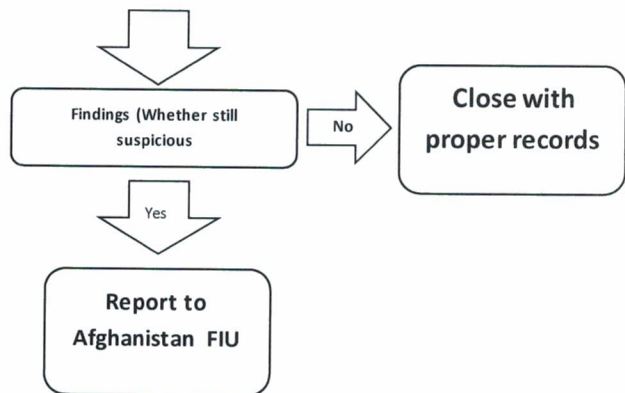 Findings (Whether still
suspicious
No
Close with
proper records
Yes
Report to
Afghanistan FIU